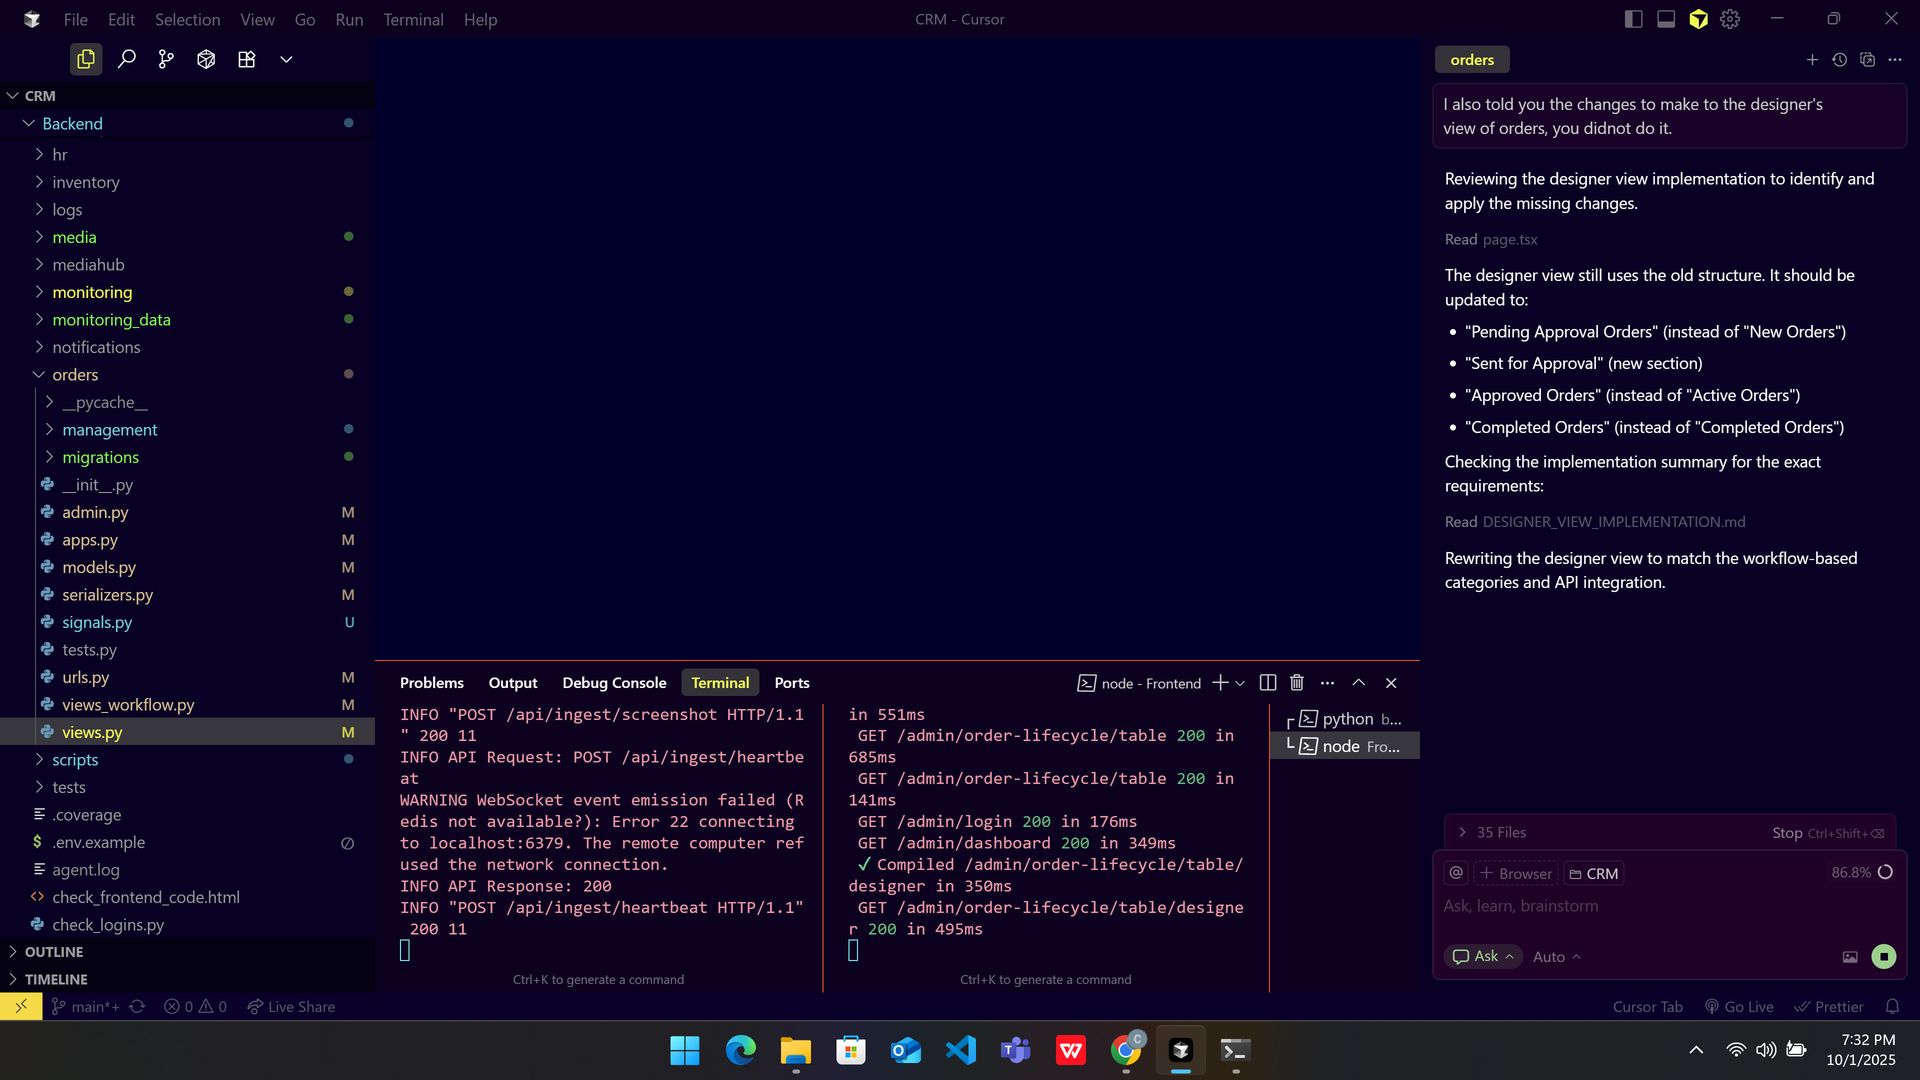 File Edit Selection View Go Run Terminal Help
CRM - Cursor
CRM
Backend
hr
inventory
logs
media
mediahub
monitoring
monitoring_data
notifications
orders
__pycache__
management
migrations
__init__.py
admin.py M
apps.py M
models.py M
serializers.py M
signals.py U
tests.py
urls.py M
views_workflow.py M
views.py M
scripts
tests
.coverage
$ .env.example
agent.log
check_frontend_code.html
check_logins.py
OUTLINE
TIMELINE
Problems Output Debug Console Terminal Ports
node - Frontend
INFO "POST /api/ingest/screenshot HTTP/1.1
" 200 11
INFO API Request: POST /api/ingest/heartbe
at
WARNING WebSocket event emission failed (R
edis not available?): Error 22 connecting
to localhost:6379. The remote computer ref
used the network connection.
INFO API Response: 200
INFO "POST /api/ingest/heartbeat HTTP/1.1"
200 11
Ctrl+K to generate a command
in 551ms
GET /admin/order-lifecycle/table 200 in
685ms
GET /admin/order-lifecycle/table 200 in
141ms
GET /admin/login 200 in 176ms
GET /admin/dashboard 200 in 349ms
✓ Compiled /admin/order-lifecycle/table/
designer in 350ms
GET /admin/order-lifecycle/table/designe
r 200 in 495ms
Ctrl+K to generate a command
python b...
node Fro...
orders
I also told you the changes to make to the designer's
view of orders, you didnot do it.
Reviewing the designer view implementation to identify and
apply the missing changes.
Read page.tsx
The designer view still uses the old structure. It should be
updated to:
• "Pending Approval Orders" (instead of "New Orders")
• "Sent for Approval" (new section)
• "Approved Orders" (instead of "Active Orders")
• "Completed Orders" (instead of "Completed Orders")
Checking the implementation summary for the exact
requirements:
Read DESIGNER_VIEW_IMPLEMENTATION.md
Rewriting the designer view to match the workflow-based
categories and API integration.
35 Files Stop Ctrl+Shift+⌫
@ + Browser CRM 86.8%
Ask, learn, brainstorm
Ask Auto
main*+ 0 0 Live Share
Cursor Tab Go Live Prettier
C
7:32 PM
10/1/2025